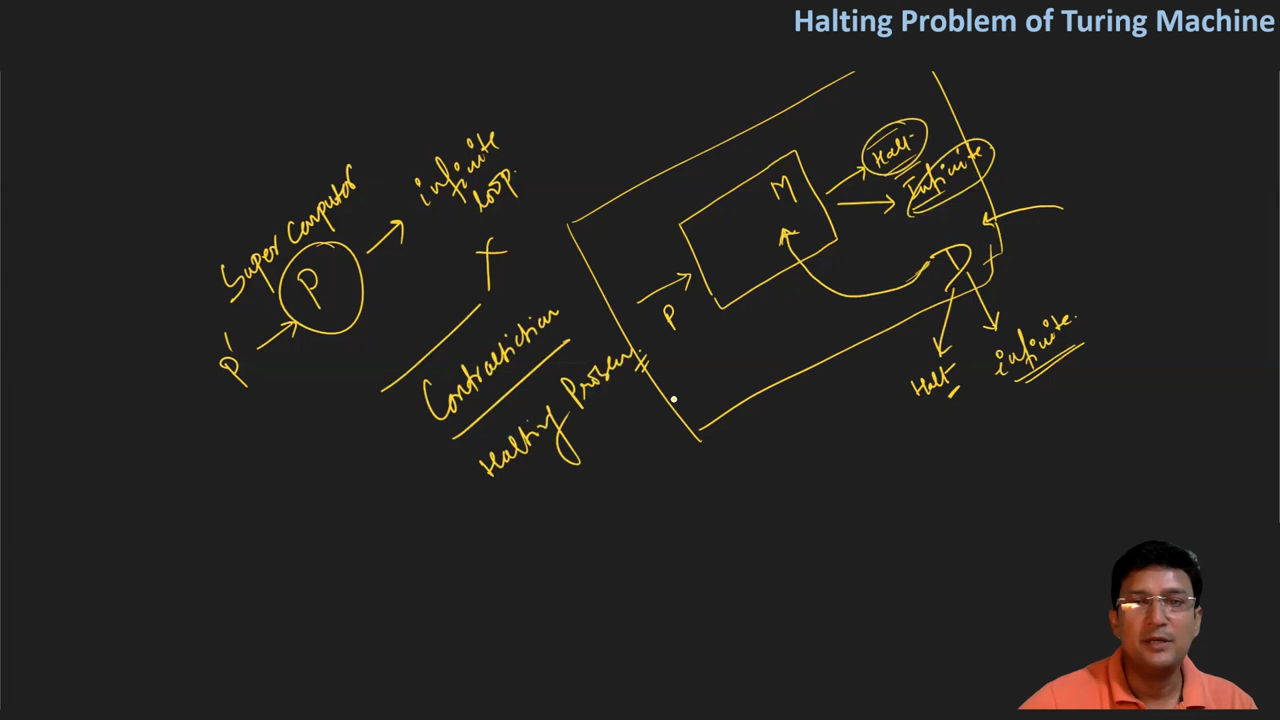 Halting Problem of Turing Machine
Super Computer
P
P'
infinite
loop.
Contradiction
Halting Problem
M
P
Halt
Infinite
D
Halt
infinite.